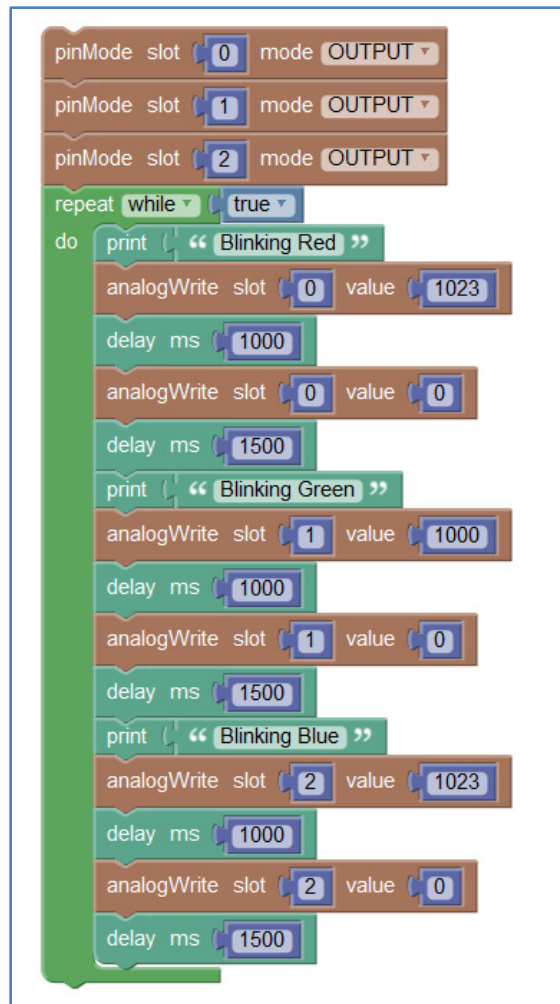 pinMode slot 0 mode OUTPUT
pinMode slot 1 mode OUTPUT
pinMode slot 2 mode OUTPUT
repeat while true
do print “ Blinking Red ”
analogWrite slot 0 value 1023
delay ms 1000
analogWrite slot 0 value 0
delay ms 1500
print “ Blinking Green ”
analogWrite slot 1 value 1000
delay ms 1000
analogWrite slot 1 value 0
delay ms 1500
print “ Blinking Blue ”
analogWrite slot 2 value 1023
delay ms 1000
analogWrite slot 2 value 0
delay ms 1500